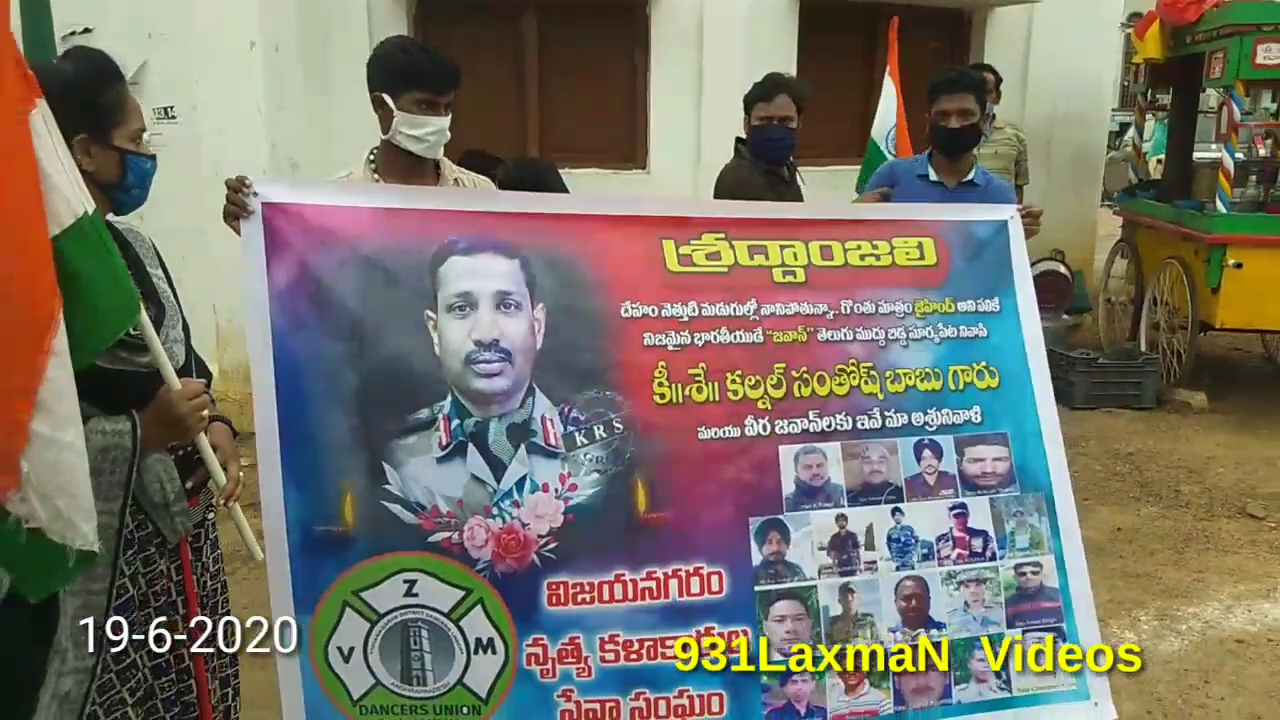 శ్రద్ధాంజలి
దేహం నెత్తుటి మడుగుల్లో నానిపోతున్నా.. గొంతు మాత్రం జైహింద్ అని పలికే
నిజమైన భారతీయుడే "జవాన్" తెలుగు ముద్దు బిడ్డ సూర్యపేట నివాసి
కీ॥శే॥ కల్నల్ సంతోష్ బాబు గారు
మరియు వీర జవాన్‌లకు ఇవే మా అశ్రునివాళి
KRS
Z
V
M
DANCERS UNION
విజయనగరం
నృత్య కళాకారుల
సేవా సంఘం
19-6-2020
931LaxmaN Videos